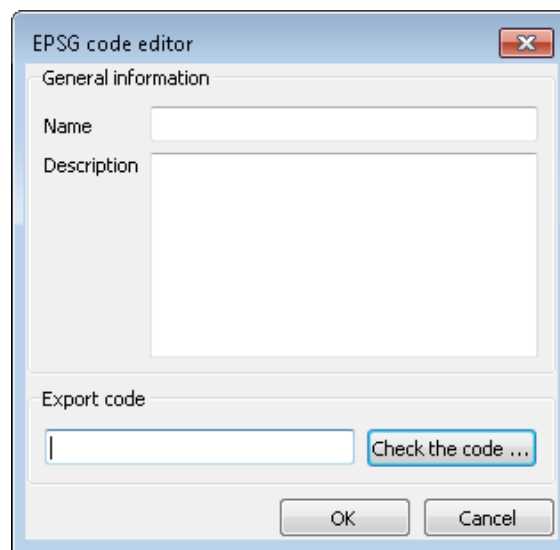 EPSG code editor
General information
Name
Description
Export code
Check the code ...
OK Cancel